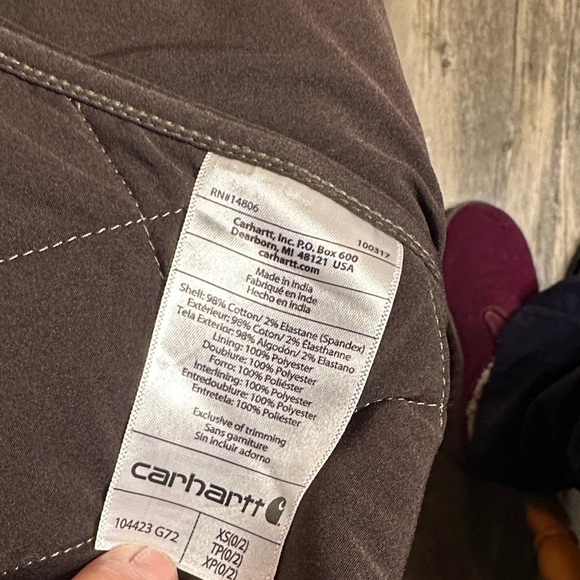 RN#14806 100317
Carhartt, Inc. P.O. Box 600
Dearborn, MI 48121 USA
carhartt.com
Made in India
Fabriqué en Inde
Hecho en India
Shell: 98% Cotton/ 2% Elastane (Spandex)
Extérieur: 98% Coton/ 2% Élasthanne
Tela Exterior: 98% Algodón/ 2% Elastano
Lining: 100% Polyester
Doublure: 100% Polyester
Forro: 100% Poliéster
Interlining: 100% Polyester
Entredoublure: 100% Polyester
Entretela: 100% Poliéster
Exclusive of trimming
Sans garniture
Sin incluir adorno
carhartt
104423 G72
XS(0/2)
TP(0/2)
XP(0/2)